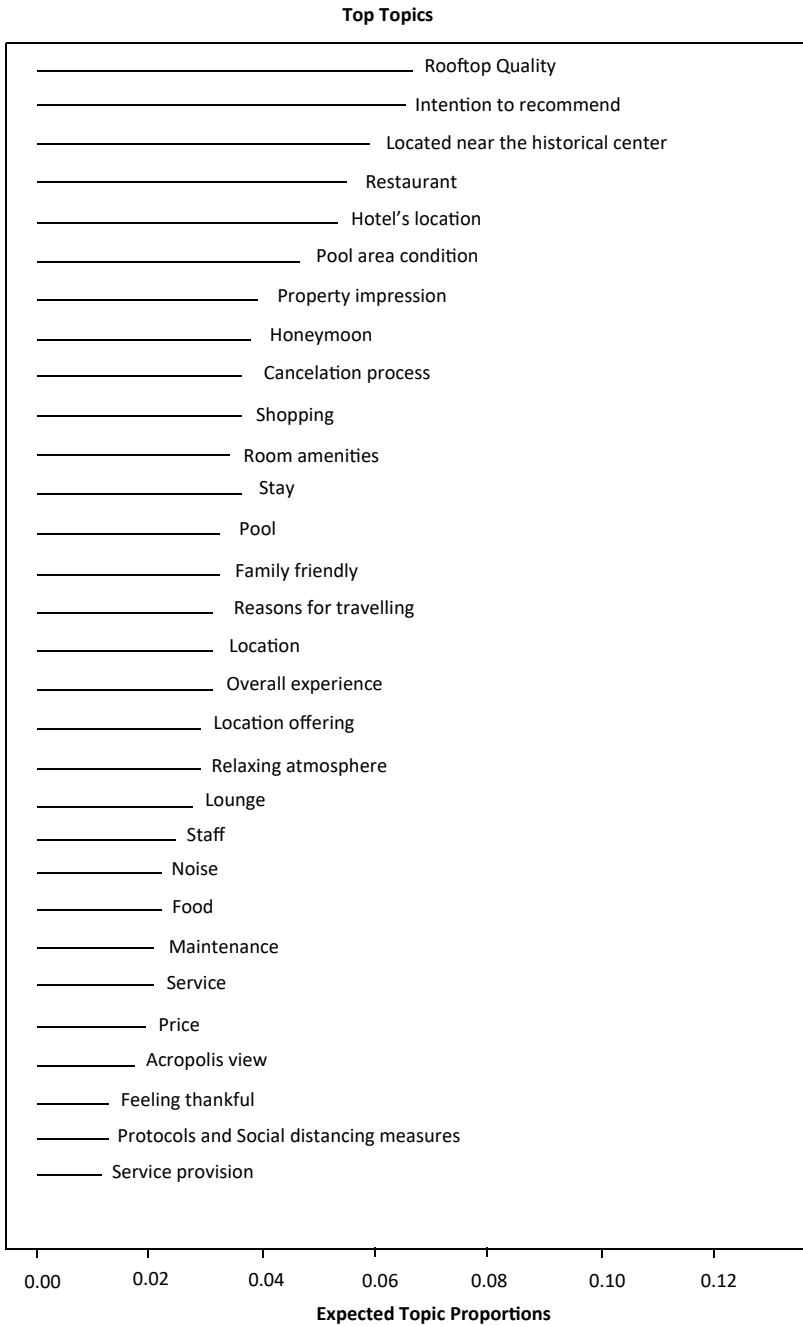 Top Topics
Rooftop Quality
Intention to recommend
Located near the historical center
Restaurant
Hotel's location
Pool area condition
Property impression
Honeymoon
Cancelation process
Shopping
Room amenities
Stay
Pool
Family friendly
Reasons for travelling
Location
Overall experience
Location offering
Relaxing atmosphere
Lounge
Staff
Noise
Food
Maintenance
Service
Price
Acropolis view
Feeling thankful
Protocols and Social distancing measures
Service provision
0.00 0.02 0.04 0.06 0.08 0.10 0.12
Expected Topic Proportions